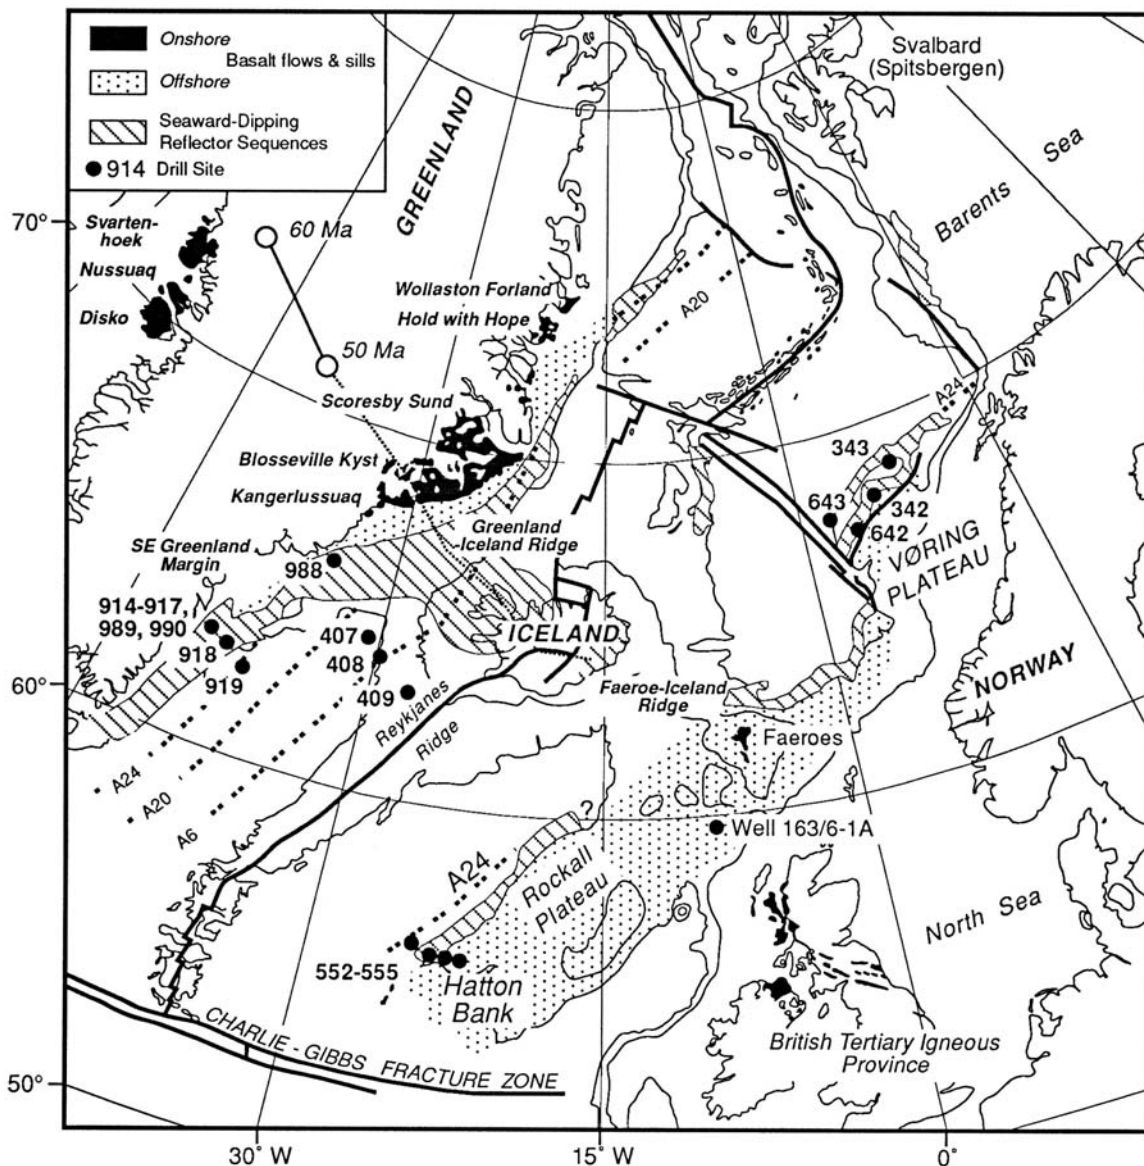 Onshore
Basalt flows & sills
Offshore
Seaward-Dipping
Reflector Sequences
914 Drill Site
Svalbard
(Spitsbergen)
GREENLAND
Barents Sea
70°
Svarten-
hoek
Nussuaq
Disko
60 Ma
50 Ma
Wollaston Forland
Hold with Hope
A20
Scoresby Sund
A24
Blosseville Kyst
Kangerlussuaq
343
643
342
642
VØRING
PLATEAU
Greenland
-Iceland Ridge
SE Greenland
Margin
988
914-917,
989, 990
918
919
407
408
409
ICELAND
NORWAY
60°
Reykjanes
Ridge
Faeroe-Iceland
Ridge
Faeroes
A24
A20
A6
?
Well 163/6-1A
A24
Rockall
Plateau
North Sea
552-555
Hatton
Bank
CHARLIE - GIBBS FRACTURE ZONE
British Tertiary Igneous
Province
50°
30° W
15° W
0°